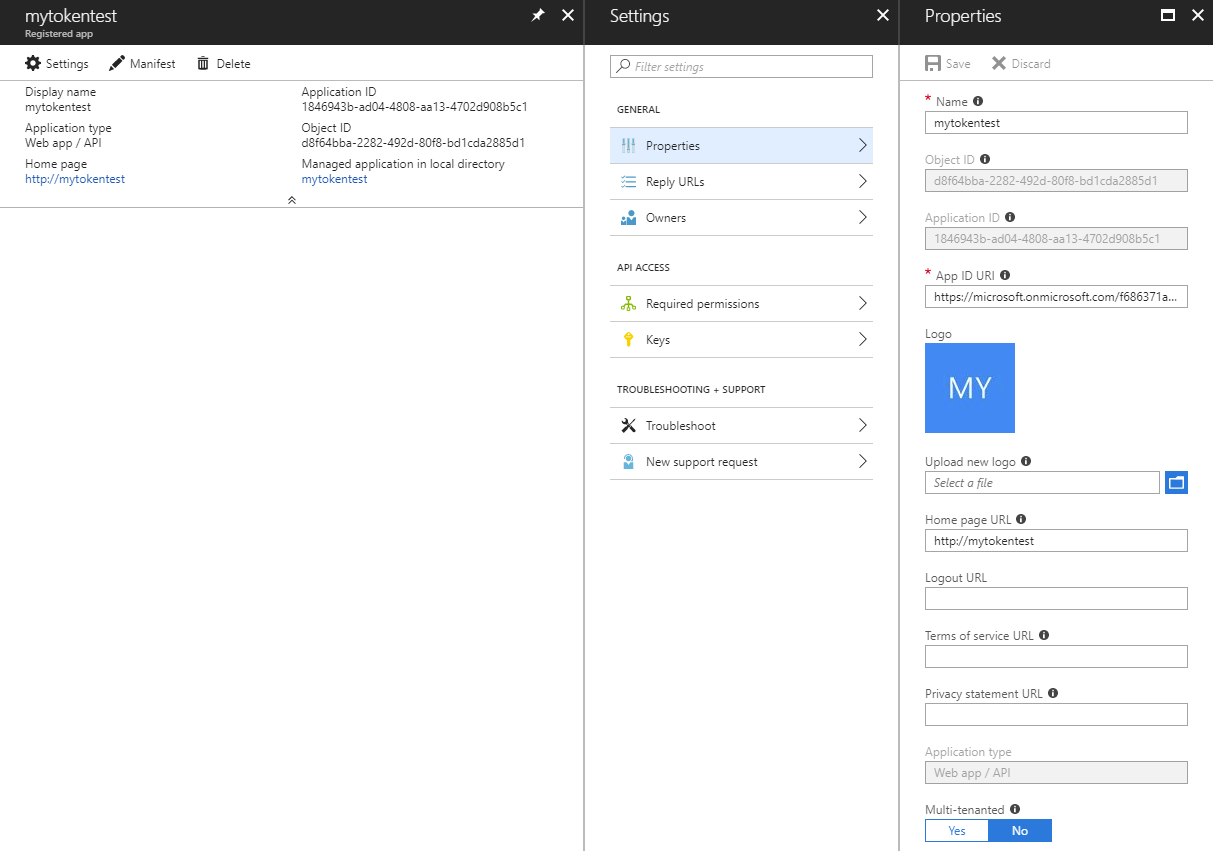 mytokentest
Registered app
Settings
Manifest
Delete
Display name
mytokentest
Application ID
1846943b-ad04-4808-aa13-4702d908b5c1
Application type
Web app / API
Object ID
d8f64bba-2282-492d-80f8-bd1cda2885d1
Home page
http://mytokentest
Managed application in local directory
mytokentest
Settings
Filter settings
GENERAL
Properties
Reply URLs
Owners
API ACCESS
Required permissions
Keys
TROUBLESHOOTING + SUPPORT
Troubleshoot
New support request
Properties
Save
Discard
* Name
mytokentest
Object ID
d8f64bba-2282-492d-80f8-bd1cda2885d1
Application ID
1846943b-ad04-4808-aa13-4702d908b5c1
* App ID URI
https://microsoft.onmicrosoft.com/f686371a...
Logo
MY
Upload new logo
Select a file
Home page URL
http://mytokentest
Logout URL
Terms of service URL
Privacy statement URL
Application type
Web app / API
Multi-tenanted
Yes
No